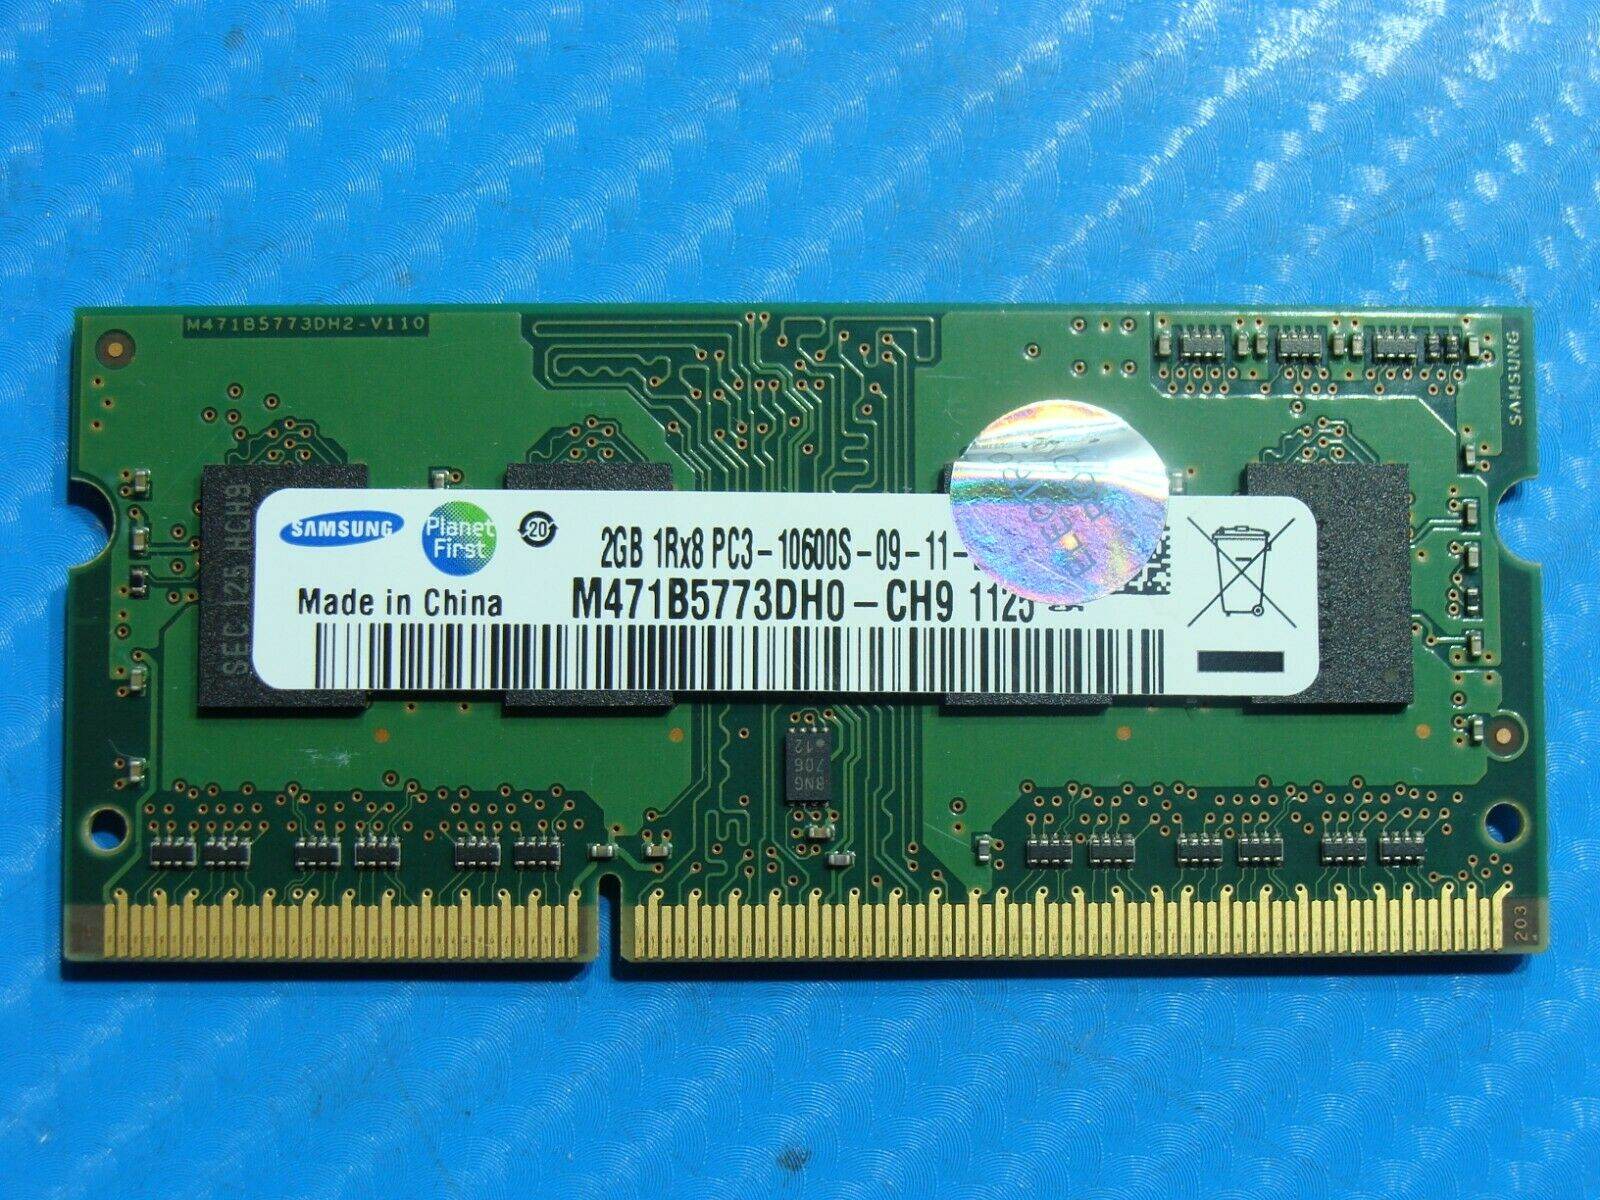 M471B5773DH2-V110
SAMSUNG
SEC 125 HCH9
SAMSUNG
Planet
First
20
2GB 1Rx8 PC3-10600S-09-11-
Made in China
M471B5773DH0-CH9 1125
12
706
BNG
203